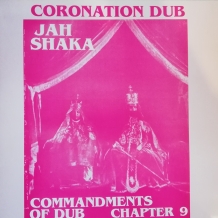 CORONATION DUB
JAH
SHAKA
COMMANDMENTS
OF DUB CHAPTER 9